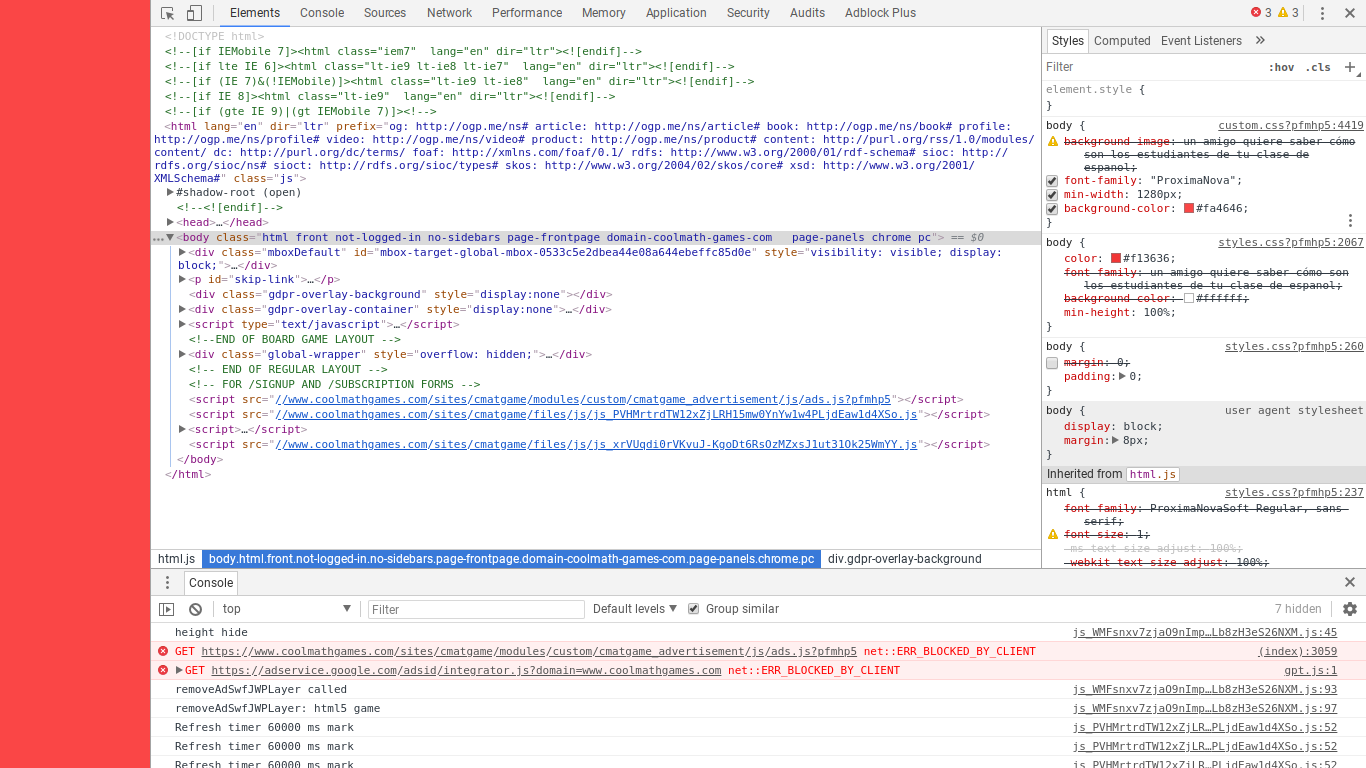 Elements Console Sources Network Performance Memory Application Security Audits Adblock Plus 3 3
<!DOCTYPE html>
<!--[if IEMobile 7]><html class="iem7"  lang="en" dir="ltr"><![endif]-->
<!--[if lte IE 6]><html class="lt-ie9 lt-ie8 lt-ie7"  lang="en" dir="ltr"><![endif]-->
<!--[if (IE 7)&(!IEMobile)]><html class="lt-ie9 lt-ie8"  lang="en" dir="ltr"><![endif]-->
<!--[if IE 8]><html class="lt-ie9"  lang="en" dir="ltr"><![endif]-->
<!--[if (gte IE 9)|(gt IEMobile 7)]><!-->
<html lang="en" dir="ltr" prefix="og: http://ogp.me/ns# article: http://ogp.me/ns/article# book: http://ogp.me/ns/book# profile:
http://ogp.me/ns/profile# video: http://ogp.me/ns/video# product: http://ogp.me/ns/product# content: http://purl.org/rss/1.0/modules/
content/ dc: http://purl.org/dc/terms/ foaf: http://xmlns.com/foaf/0.1/ rdfs: http://www.w3.org/2000/01/rdf-schema# sioc: http://
rdfs.org/sioc/ns# sioct: http://rdfs.org/sioc/types# skos: http://www.w3.org/2004/02/skos/core# xsd: http://www.w3.org/2001/
XMLSchema#" class="js">
#shadow-root (open)
<!--<![endif]-->
<head>…</head>
…<body class="html front not-logged-in no-sidebars page-frontpage domain-coolmath-games-com   page-panels chrome pc"> == $0
<div class="mboxDefault" id="mbox-target-global-mbox-0533c5e2dbea44e08a644ebeffc85d0e" style="visibility: visible; display:
block;">…</div>
<p id="skip-link">…</p>
<div class="gdpr-overlay-background" style="display:none"></div>
<div class="gdpr-overlay-container" style="display:none">…</div>
<script type="text/javascript">…</script>
<!--END OF BOARD GAME LAYOUT -->
<div class="global-wrapper" style="overflow: hidden;">…</div>
<!-- END OF REGULAR LAYOUT -->
<!-- FOR /SIGNUP AND /SUBSCRIPTION FORMS -->
<script src="//www.coolmathgames.com/sites/cmatgame/modules/custom/cmatgame_advertisement/js/ads.js?pfmhp5"></script>
<script src="//www.coolmathgames.com/sites/cmatgame/files/js/js_PVHMrtrdTW12xZjLRH15mw0YnYw1w4PLjdEaw1d4XSo.js"></script>
<script>…</script>
<script src="//www.coolmathgames.com/sites/cmatgame/files/js/js_xrVUqdi0rVKvuJ-KgoDt6RsOzMZxsJ1ut31Ok25WmYY.js"></script>
</body>
</html>
html.js body.html.front.not-logged-in.no-sidebars.page-frontpage.domain-coolmath-games-com.page-panels.chrome.pc div.gdpr-overlay-background
Styles Computed Event Listeners »
Filter :hov .cls +
element.style {
}
body { custom.css?pfmhp5:4419
background-image: un amigo quiere saber cómo
son los estudiantes de tu clase de
espanol;
font-family: "ProximaNova";
min-width: 1280px;
background-color: #fa4646;
}
body { styles.css?pfmhp5:2067
color: #f13636;
font-family: un amigo quiere saber cómo son
los estudiantes de tu clase de espanol;
background-color: #ffffff;
min-height: 100%;
}
body { styles.css?pfmhp5:260
margin: 0;
padding: 0;
}
body { user agent stylesheet
display: block;
margin: 8px;
}
Inherited from html.js
html { styles.css?pfmhp5:237
font-family: ProximaNovaSoft-Regular, sans-
serif;
font-size: 1;
-ms-text-size-adjust: 100%;
-webkit-text-size-adjust: 100%;
Console
top Filter Default levels Group similar 7 hidden
height hide js_WMFsnxv7zjaO9nImp…Lb8zH3eS26NXM.js:45
GET https://www.coolmathgames.com/sites/cmatgame/modules/custom/cmatgame_advertisement/js/ads.js?pfmhp5 net::ERR_BLOCKED_BY_CLIENT (index):3059
GET https://adservice.google.com/adsid/integrator.js?domain=www.coolmathgames.com net::ERR_BLOCKED_BY_CLIENT gpt.js:1
removeAdSwfJWPLayer called js_WMFsnxv7zjaO9nImp…Lb8zH3eS26NXM.js:93
removeAdSwfJWPLayer: html5 game js_WMFsnxv7zjaO9nImp…Lb8zH3eS26NXM.js:97
Refresh timer 60000 ms mark js_PVHMrtrdTW12xZjLR…PLjdEaw1d4XSo.js:52
Refresh timer 60000 ms mark js_PVHMrtrdTW12xZjLR…PLjdEaw1d4XSo.js:52
Refresh timer 60000 ms mark js_PVHMrtrdTW12xZjLR…PLjdEaw1d4XSo.js:52